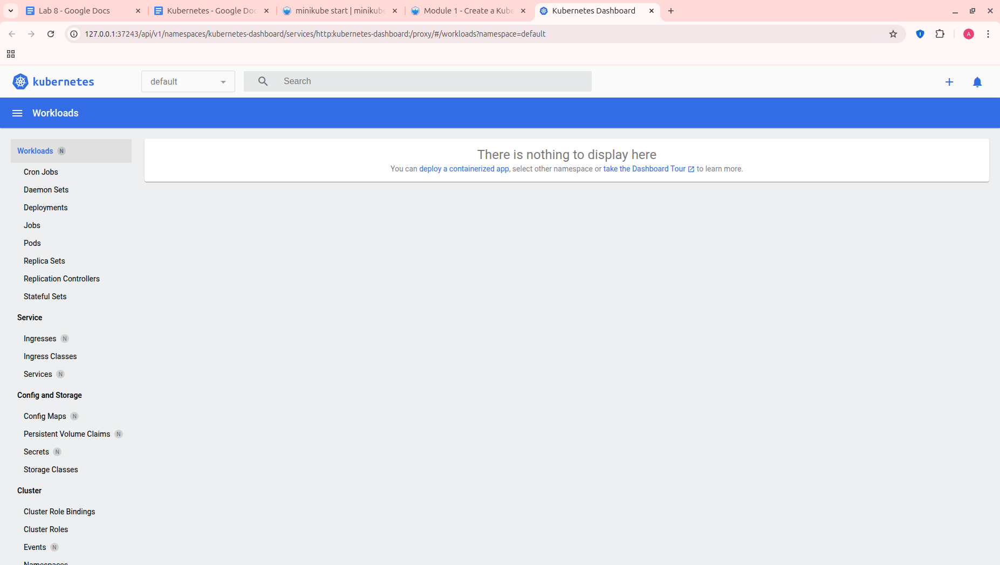 Lab 8 - Google Docs
Kubernetes - Google Doc
minikube start | minikube
Module 1 - Create a Kube
Kubernetes Dashboard
127.0.0.1:37243/api/v1/namespaces/kubernetes-dashboard/services/http:kubernetes-dashboard:/proxy/#/workloads?namespace=default
A
kubernetes
default
Search
Workloads
Workloads N
There is nothing to display here
You can deploy a containerized app, select other namespace or take the Dashboard Tour to learn more.
Cron Jobs
Daemon Sets
Deployments
Jobs
Pods
Replica Sets
Replication Controllers
Stateful Sets
Service
Ingresses N
Ingress Classes
Services N
Config and Storage
Config Maps N
Persistent Volume Claims N
Secrets N
Storage Classes
Cluster
Cluster Role Bindings
Cluster Roles
Events N
Namespaces